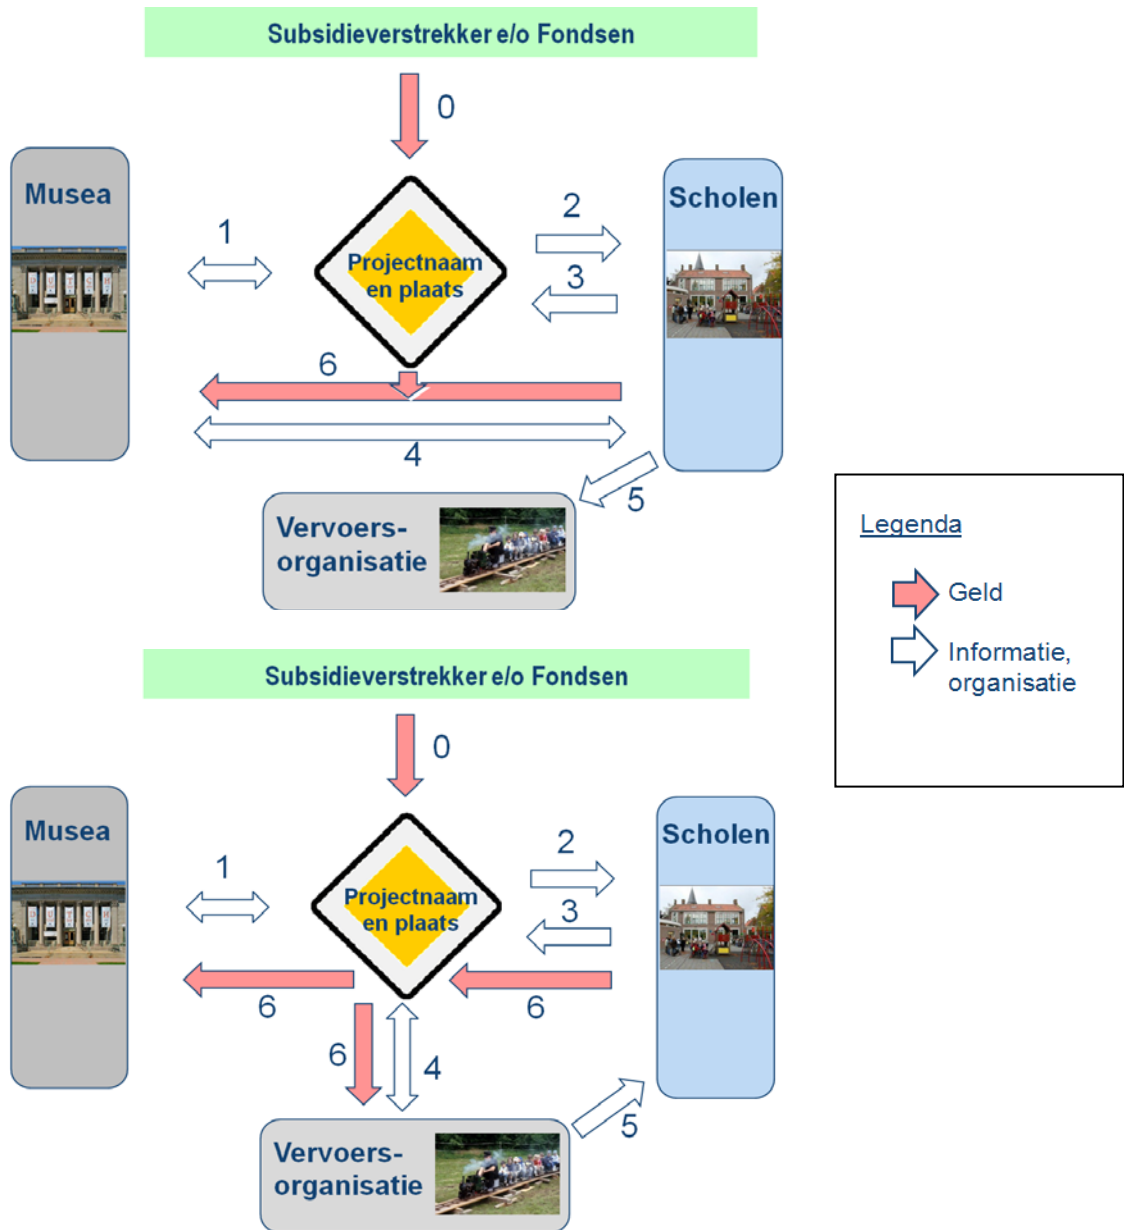 Subsidieverstrekker e/o Fondsen
0
Musea
Scholen
1
2
Projectnaam
en plaats
3
6
4
5
Vervoers-
organisatie
Legenda
Geld
Informatie,
organisatie
Subsidieverstrekker e/o Fondsen
0
Musea
Scholen
1
2
Projectnaam
en plaats
3
6
6
6
4
5
Vervoers-
organisatie